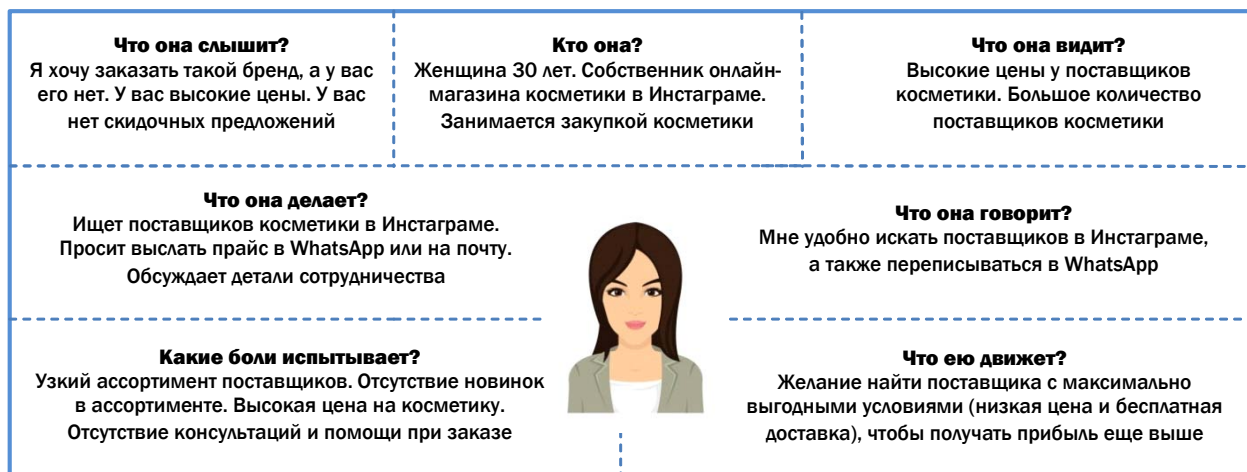 Что она слышит?
Я хочу заказать такой бренд, а у вас
его нет. У вас высокие цены. У вас
нет скидочных предложений
Кто она?
Женщина 30 лет. Собственник онлайн-
магазина косметики в Инстаграме.
Занимается закупкой косметики
Что она видит?
Высокие цены у поставщиков
косметики. Большое количество
поставщиков косметики
Что она делает?
Ищет поставщиков косметики в Инстаграме.
Просит выслать прайс в WhatsApp или на почту.
Обсуждает детали сотрудничества
Что она говорит?
Мне удобно искать поставщиков в Инстаграме,
а также переписываться в WhatsApp
Какие боли испытывает?
Узкий ассортимент поставщиков. Отсутствие новинок
в ассортименте. Высокая цена на косметику.
Отсутствие консультаций и помощи при заказе
Что ею движет?
Желание найти поставщика с максимально
выгодными условиями (низкая цена и бесплатная
доставка), чтобы получать прибыль еще выше